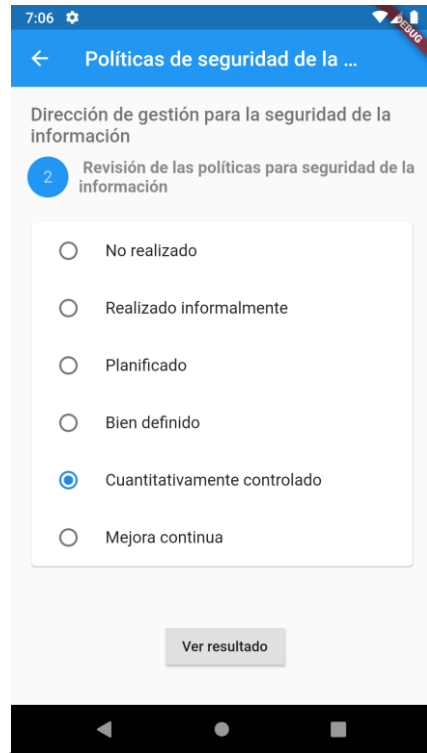 7:06
DEBUG
Políticas de seguridad de la ...
Dirección de gestión para la seguridad de la
información
2
Revisión de las políticas para seguridad de la
información
No realizado
Realizado informalmente
Planificado
Bien definido
Cuantitativamente controlado
Mejora continua
Ver resultado